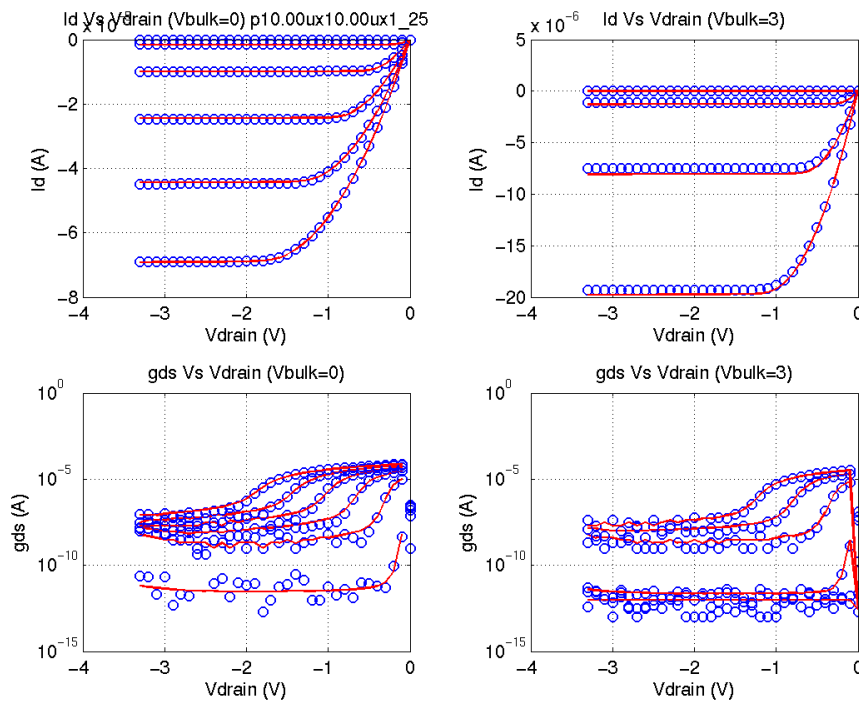 x 10
Id Vs Vdrain (Vbulk=0) p10.00ux10.00ux1_25
0
−2
−4
−6
−8
Id (A)
−4 −3 −2 −1 0
Vdrain (V)
x 10⁻⁶
Id Vs Vdrain (Vbulk=3)
5
0
−5
−10
−15
−20
Id (A)
−4 −3 −2 −1 0
Vdrain (V)
gds Vs Vdrain (Vbulk=0)
10⁰
10⁻⁵
10⁻¹⁰
10⁻¹⁵
gds (A)
−4 −3 −2 −1 0
Vdrain (V)
gds Vs Vdrain (Vbulk=3)
10⁰
10⁻⁵
10⁻¹⁰
10⁻¹⁵
gds (A)
−4 −3 −2 −1 0
Vdrain (V)